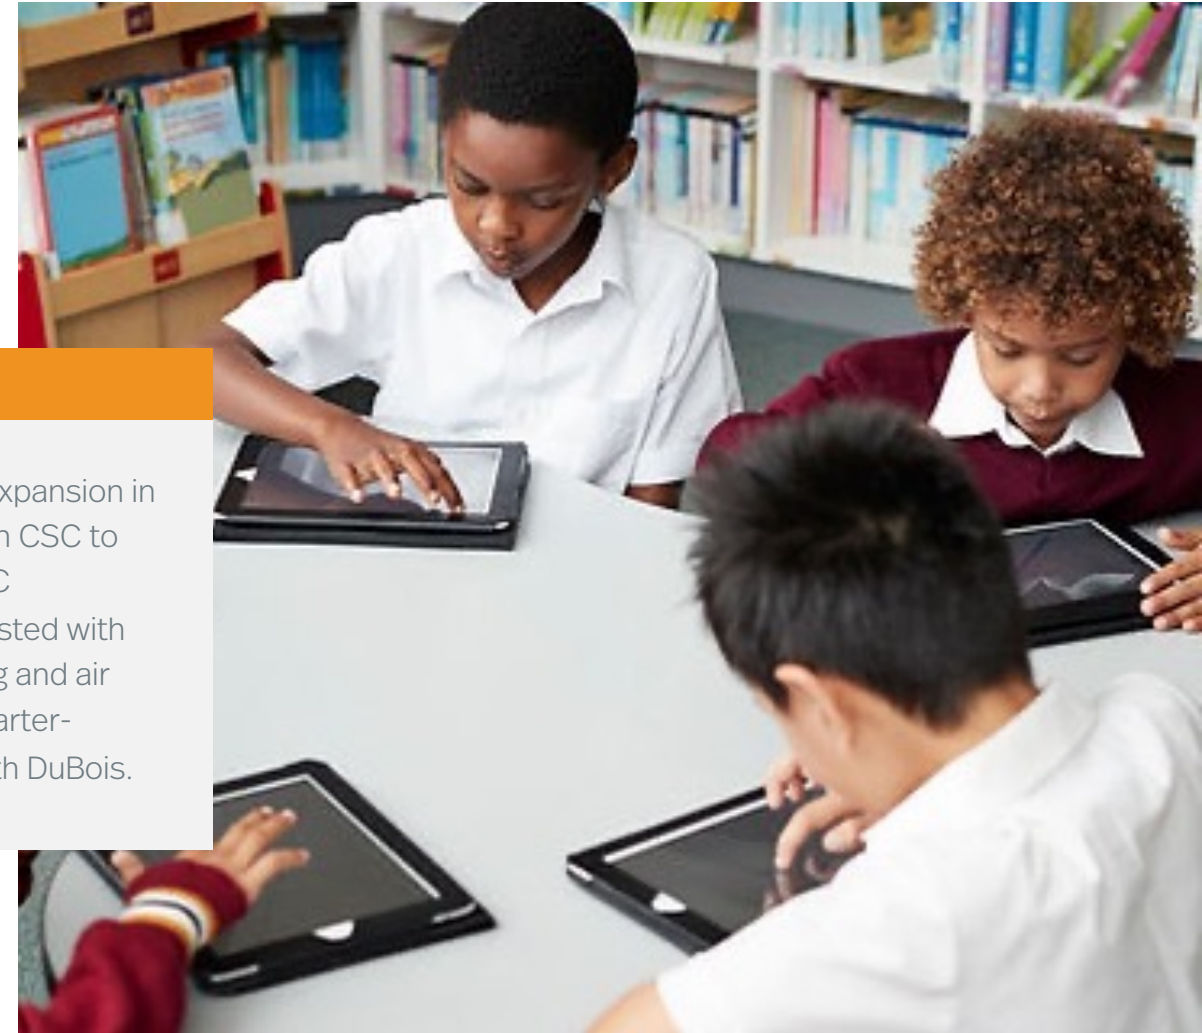 xpansion in
CSC to
C
sted with
g and air
arter-
th DuBois.